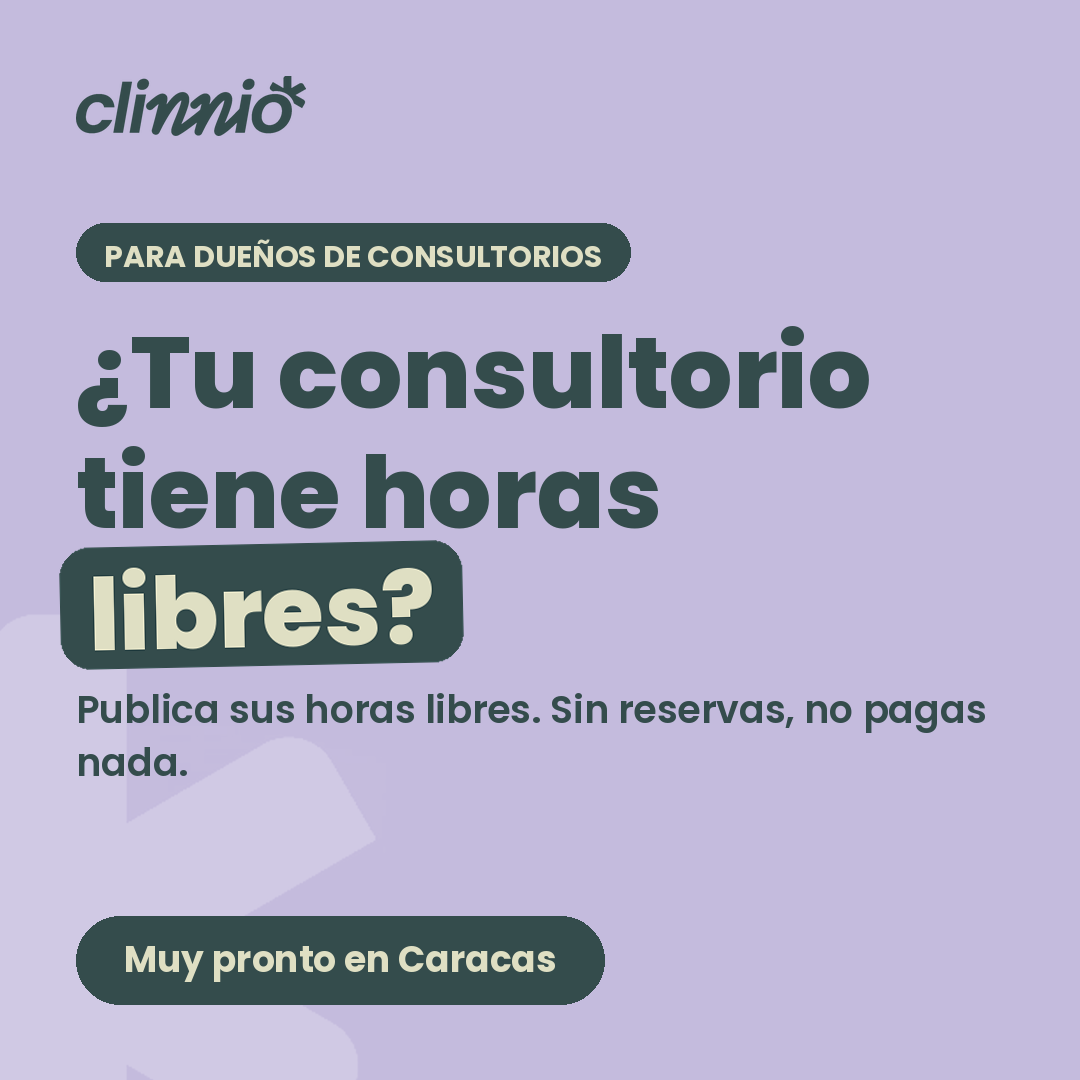 clinnio*
PARA DUEÑOS DE CONSULTORIOS
¿Tu consultorio
tiene horas
libres?
Publica sus horas libres. Sin reservas, no pagas
nada.
Muy pronto en Caracas